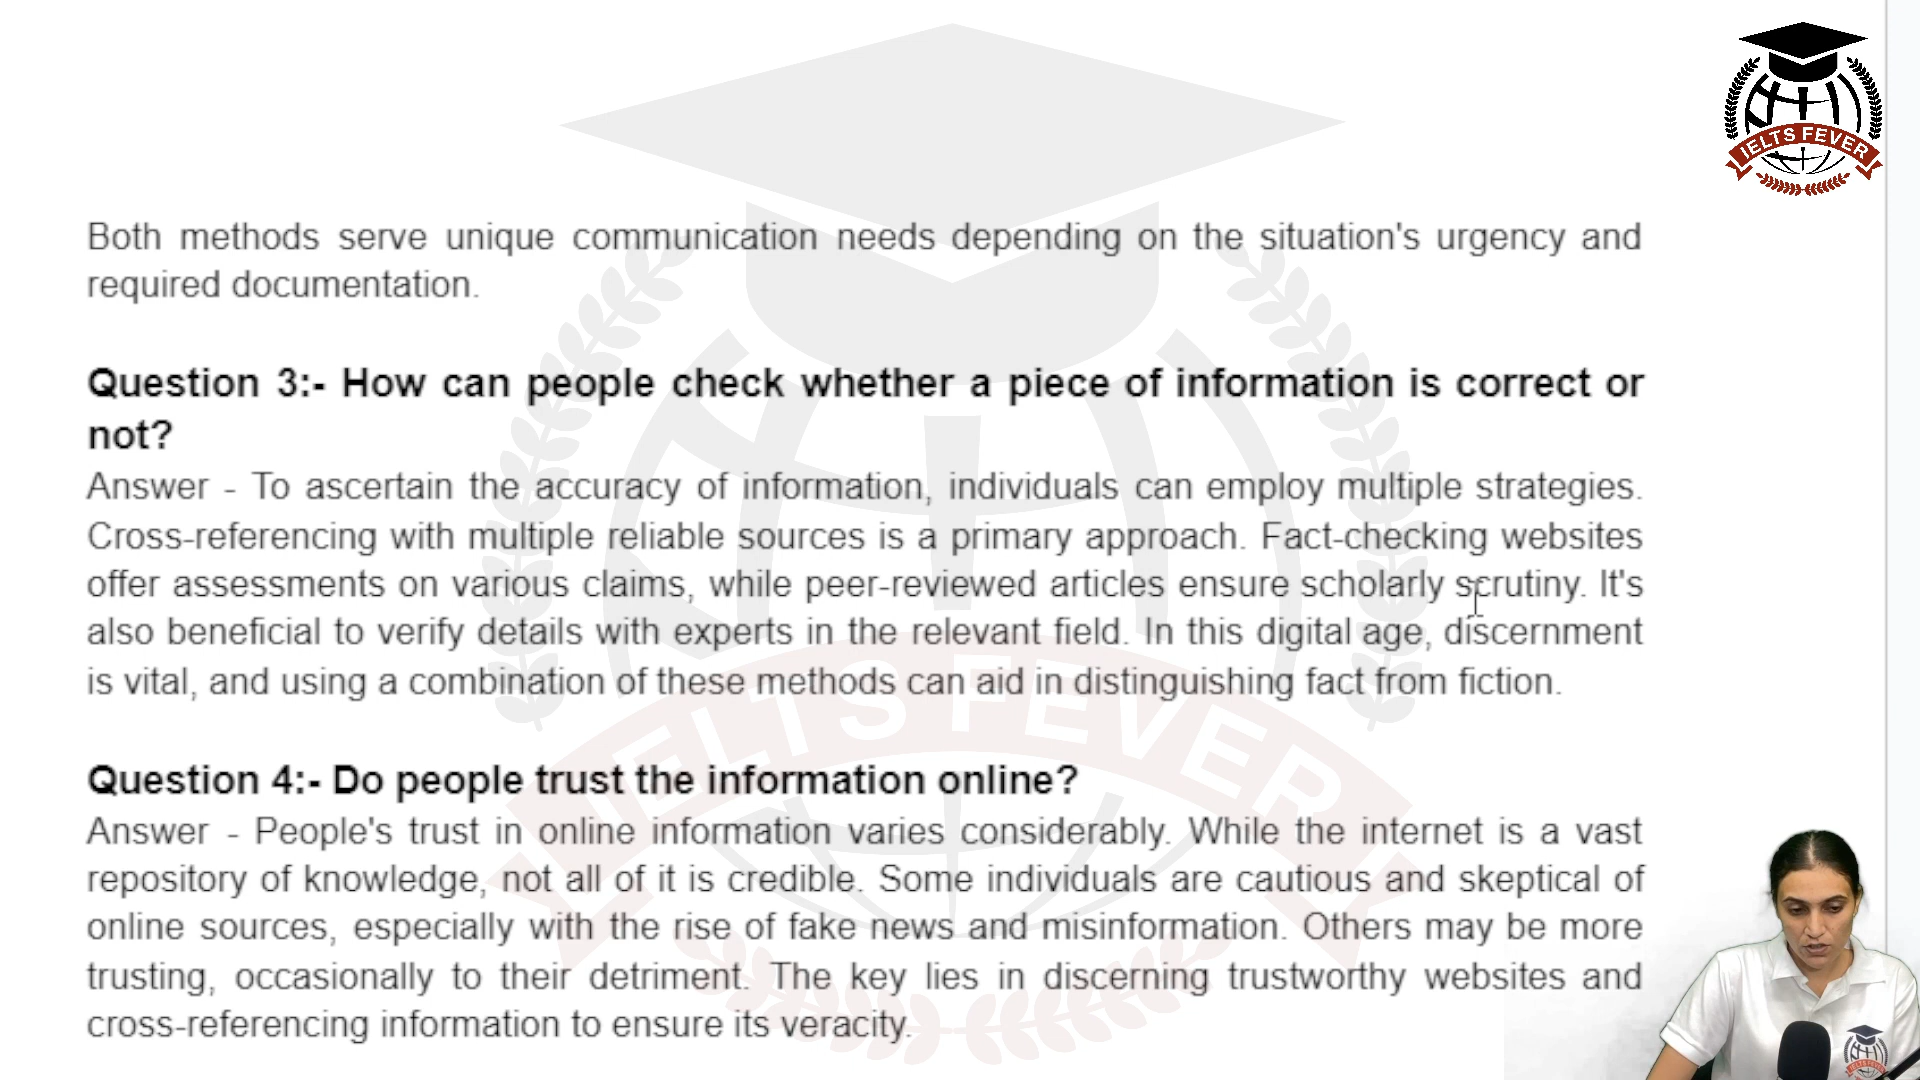 IELTS FEVER
Both methods serve unique communication needs depending on the situation's urgency and
required documentation.
Question 3:- How can people check whether a piece of information is correct or
not?
Answer - To ascertain the accuracy of information, individuals can employ multiple strategies.
Cross-referencing with multiple reliable sources is a primary approach. Fact-checking websites
offer assessments on various claims, while peer-reviewed articles ensure scholarly scrutiny. It's
also beneficial to verify details with experts in the relevant field. In this digital age, discernment
is vital, and using a combination of these methods can aid in distinguishing fact from fiction.
IELTS FEVER
Question 4:- Do people trust the information online?
Answer - People's trust in online information varies considerably. While the internet is a vast
repository of knowledge, not all of it is credible. Some individuals are cautious and skeptical of
online sources, especially with the rise of fake news and misinformation. Others may be more
trusting, occasionally to their detriment. The key lies in discerning trustworthy websites and
cross-referencing information to ensure its veracity.